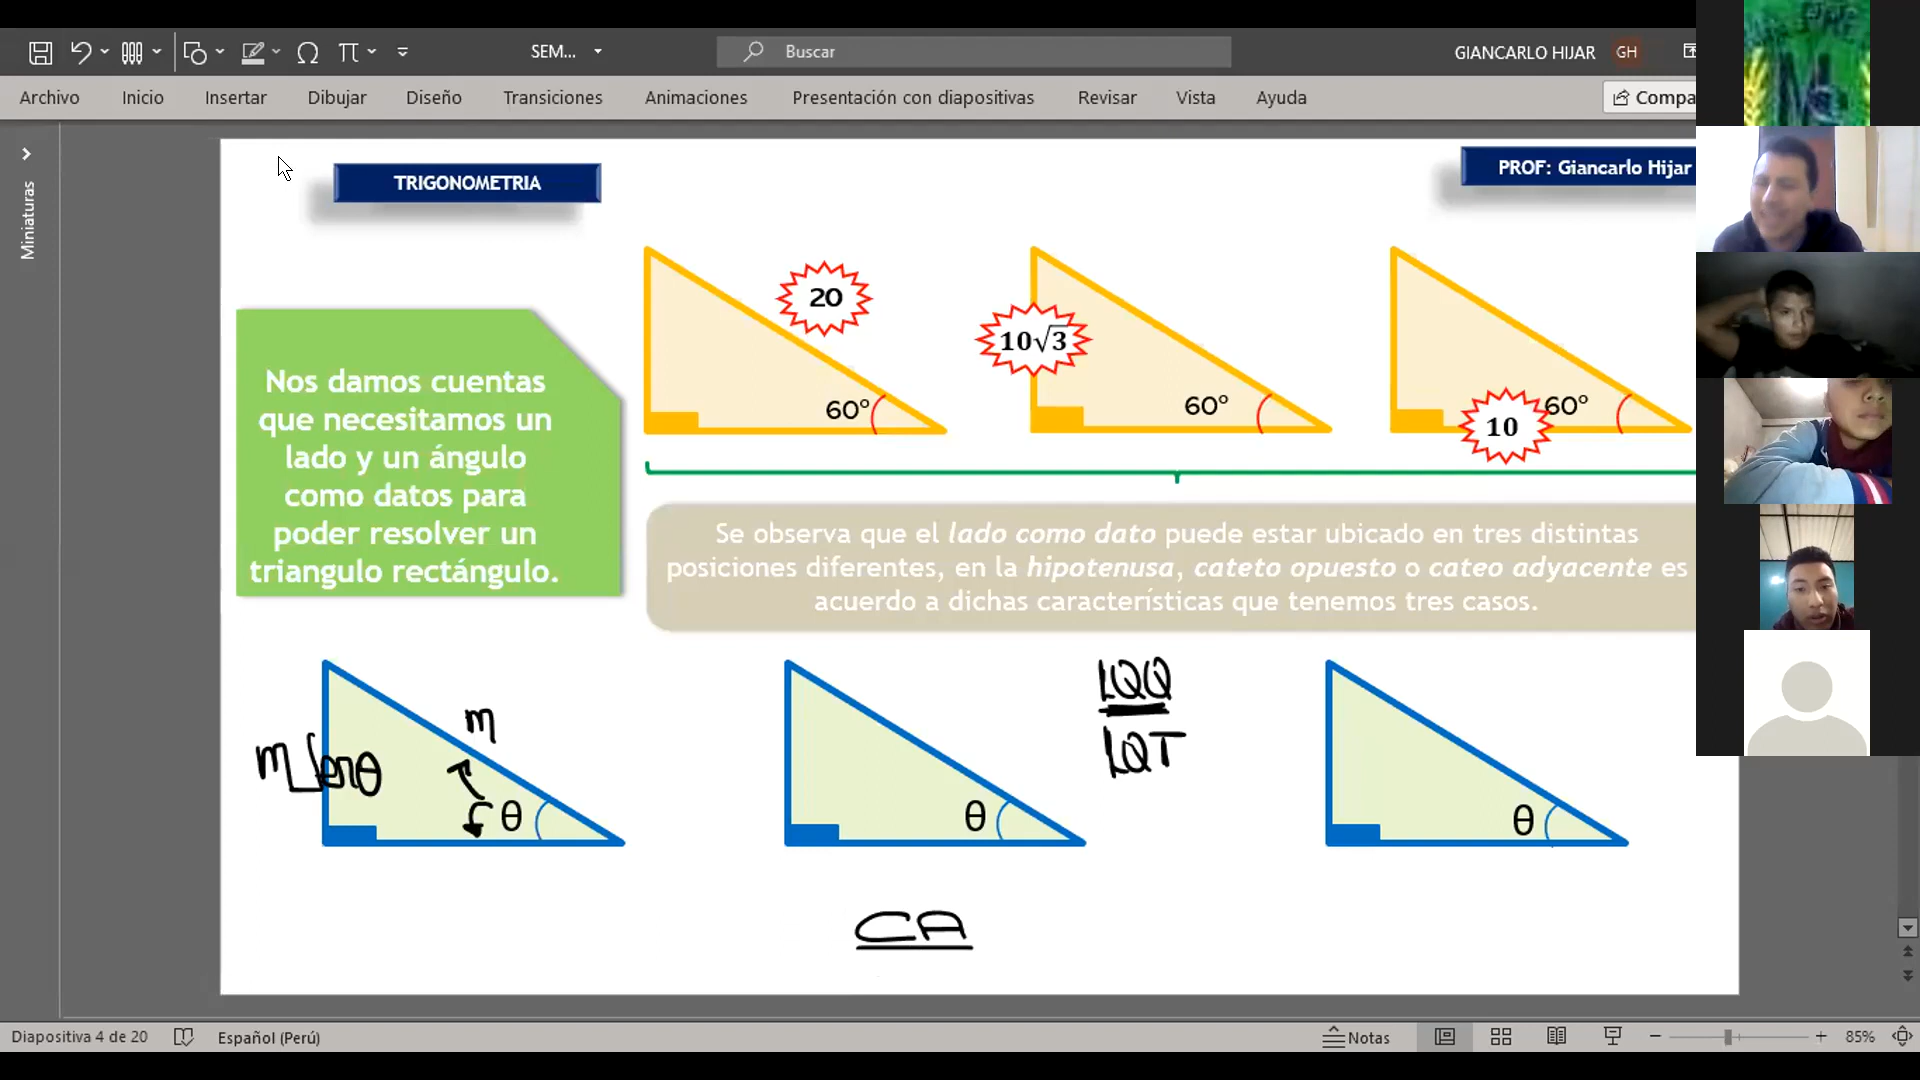 SEM...
Buscar
GIANCARLO HIJAR
GH
Archivo
Inicio
Insertar
Dibujar
Diseño
Transiciones
Animaciones
Presentación con diapositivas
Revisar
Vista
Ayuda
Compa
Miniaturas
TRIGONOMETRIA
PROF: Giancarlo Hijar
20
60°
10√3
60°
10
60°
Nos damos cuentas
que necesitamos un
lado y un ángulo
como datos para
poder resolver un
triangulo rectángulo.
Se observa que el lado como dato puede estar ubicado en tres distintas
posiciones diferentes, en la hipotenusa, cateto opuesto o cateo adyacente es
acuerdo a dichas características que tenemos tres casos.
m
m Senθ
θ
θ
LQQ
LQT
θ
CA
Diapositiva 4 de 20
Español (Perú)
Notas
85%